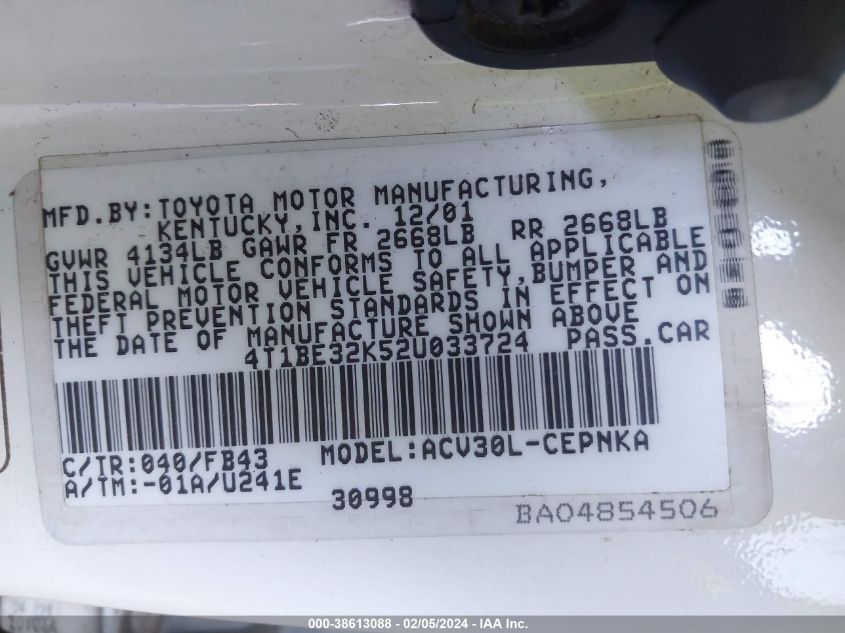 MFD.BY:TOYOTA MOTOR MANUFACTURING,
KENTUCKY,INC. 12/01
GVWR 4134LB GAWR FR 2668LB RR 2668LB
THIS VEHICLE CONFORMS TO ALL APPLICABLE
FEDERAL MOTOR VEHICLE SAFETY,BUMPER AND
THEFT PREVENTION STANDARDS IN EFFECT ON
THE DATE OF MANUFACTURE SHOWN ABOVE
4T1BE32K52U033724 PASS.CAR
C/TR:040/FB43 MODEL:ACV30L-CEPNKA
A/TM:-01A/U241E
30998
BA04854506
000-38613088 - 02/05/2024 - IAA Inc.